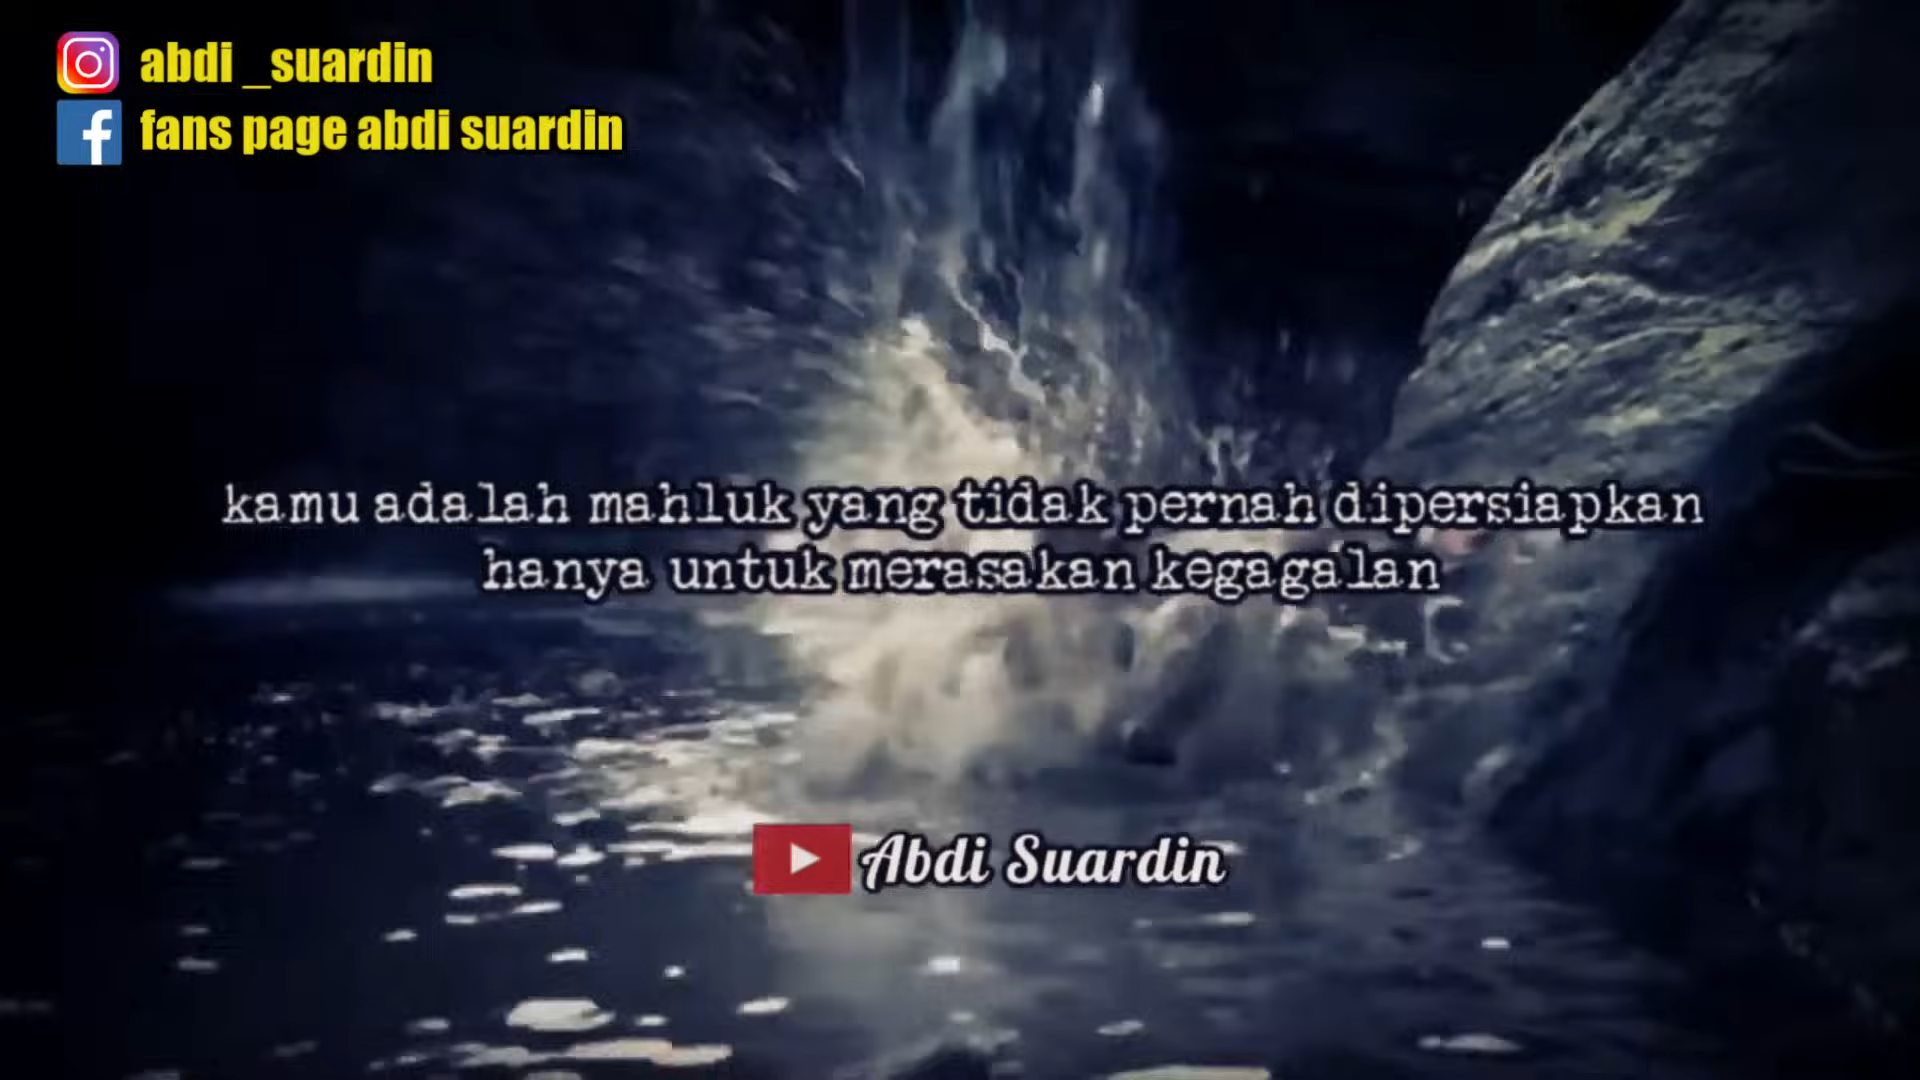 abdi _suardin
fans page abdi suardin
kamu adalah mahluk yang tidak pernah dipersiapkan
hanya untuk merasakan kegagalan
Abdi Suardin